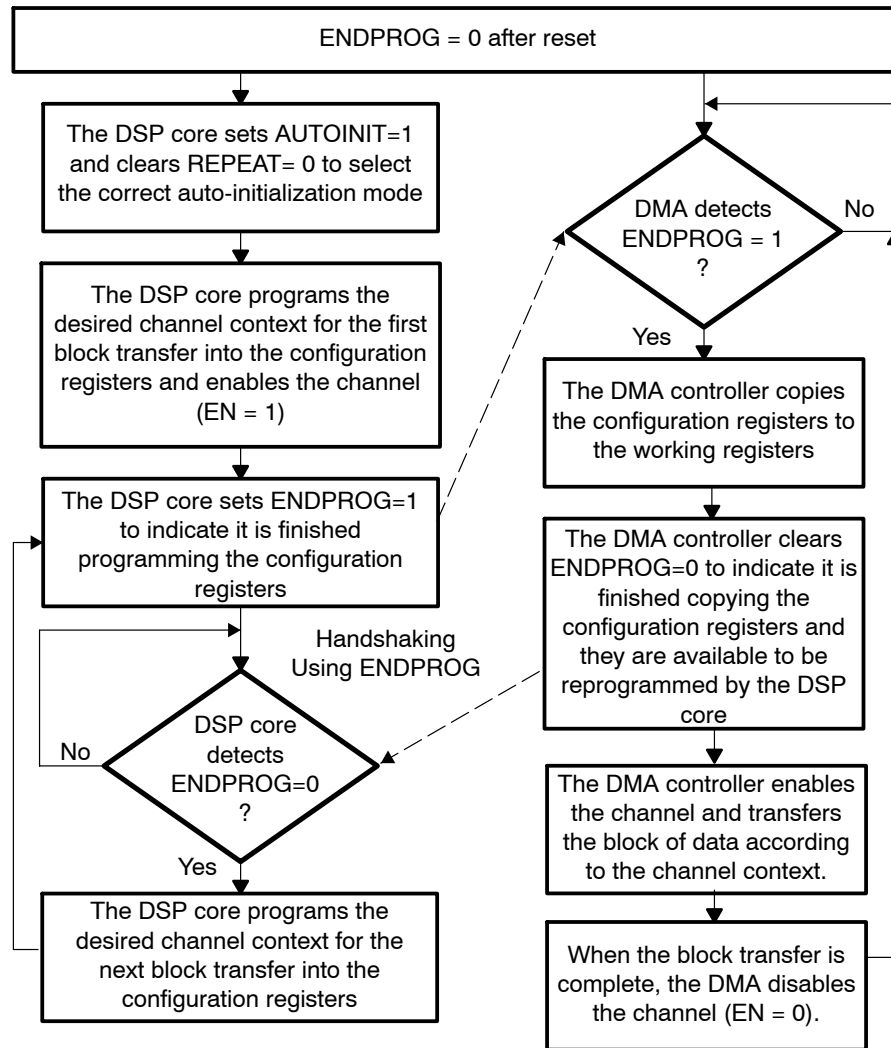 ENDPROG = 0 after reset
The DSP core sets AUTOINIT=1
and clears REPEAT= 0 to select
the correct auto-initialization mode
The DSP core programs the
desired channel context for the first
block transfer into the configuration
registers and enables the channel
(EN = 1)
The DSP core sets ENDPROG=1
to indicate it is finished
programming the configuration
registers
Handshaking
Using ENDPROG
DSP core
detects
ENDPROG=0
?
No
Yes
The DSP core programs the
desired channel context for the
next block transfer into the
configuration registers
DMA detects
ENDPROG = 1
?
No
Yes
The DMA controller copies
the configuration registers to
the working registers
The DMA controller clears
ENDPROG=0 to indicate it is
finished copying the
configuration registers and
they are available to be
reprogrammed by the DSP
core
The DMA controller enables
the channel and transfers
the block of data according
to the channel context.
When the block transfer is
complete, the DMA disables
the channel (EN = 0).